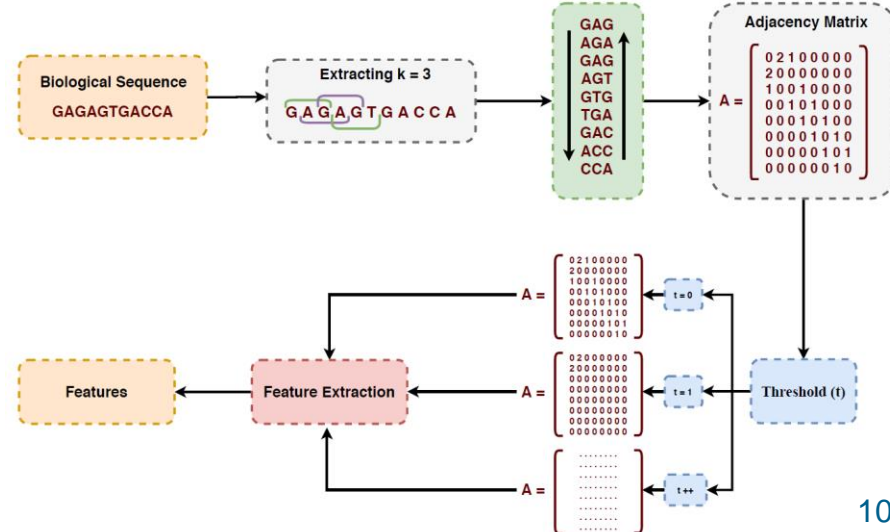 Biological Sequence
GAGAGTGACCA
Extracting k = 3
G A G A G T G A C C A
GAG
AGA
GAG
AGT
GTG
TGA
GAC
ACC
CCA
Adjacency Matrix
A =
0 2 1 0 0 0 0 0
2 0 0 0 0 0 0 0
1 0 0 1 0 0 0 0
0 0 1 0 1 0 0 0
0 0 0 1 0 1 0 0
0 0 0 0 1 0 1 0
0 0 0 0 0 1 0 1
0 0 0 0 0 0 1 0
A =
0 2 1 0 0 0 0 0
2 0 0 0 0 0 0 0
1 0 0 1 0 0 0 0
0 0 1 0 1 0 0 0
0 0 0 1 0 1 0 0
0 0 0 0 1 0 1 0
0 0 0 0 0 1 0 1
0 0 0 0 0 0 1 0
t = 0
Features
Feature Extraction
A =
0 2 0 0 0 0 0 0
2 0 0 0 0 0 0 0
0 0 0 0 0 0 0 0
0 0 0 0 0 0 0 0
0 0 0 0 0 0 0 0
0 0 0 0 0 0 0 0
0 0 0 0 0 0 0 0
0 0 0 0 0 0 0 0
t = 1
Threshold (t)
A =
. . . . . . . .
. . . . . . . .
. . . . . . . .
. . . . . . . .
. . . . . . . .
. . . . . . . .
. . . . . . . .
. . . . . . . .
t ++
10